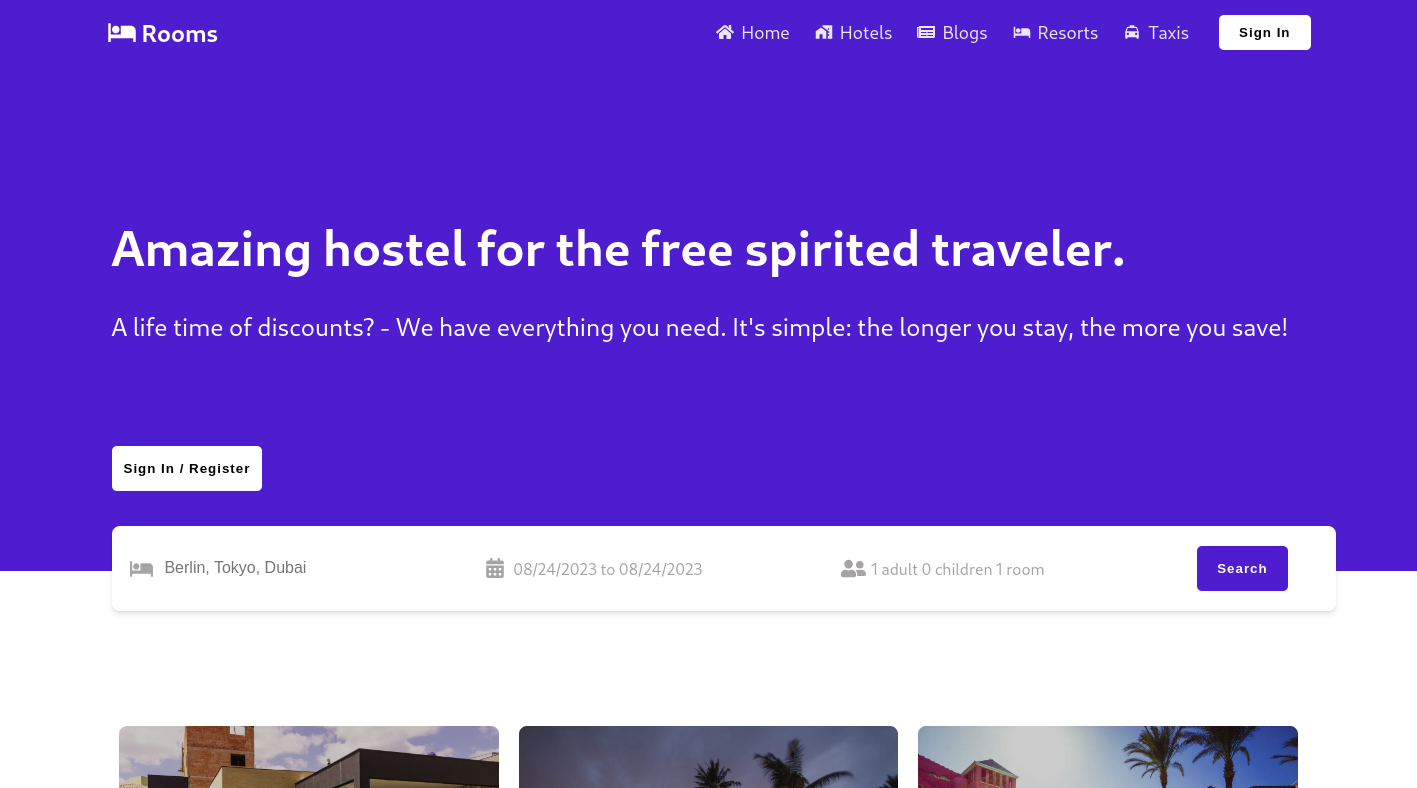 Rooms
Home
Hotels
Blogs
Resorts
Taxis
Sign In
Amazing hostel for the free spirited traveler.
A life time of discounts? - We have everything you need. It's simple: the longer you stay, the more you save!
Sign In / Register
Berlin, Tokyo, Dubai
08/24/2023 to 08/24/2023
1 adult 0 children 1 room
Search